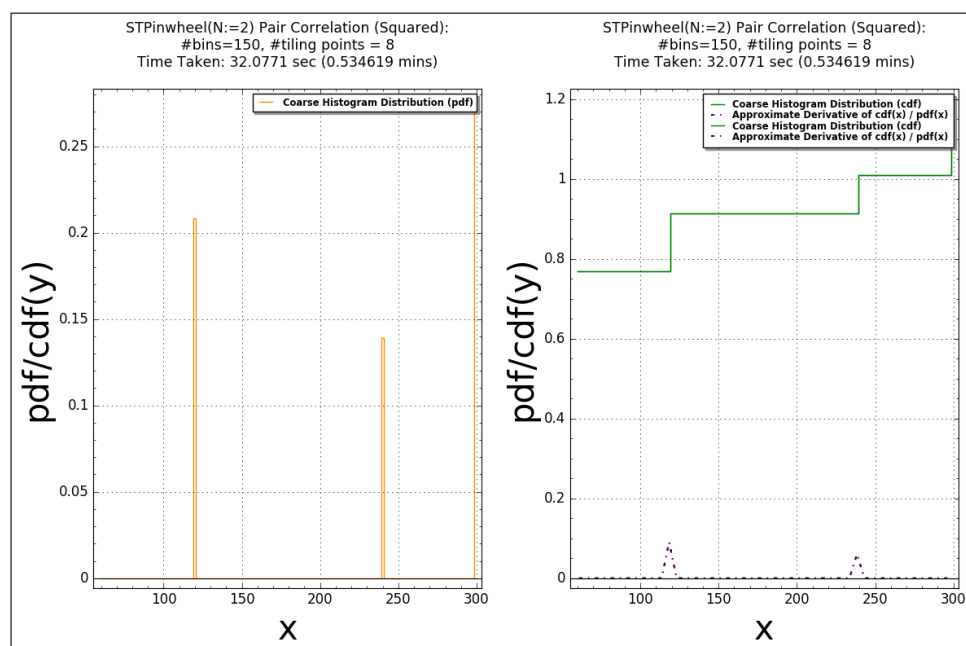 STPinwheel(N:=2) Pair Correlation (Squared):
#bins=150, #tiling points = 8
Time Taken: 32.0771 sec (0.534619 mins)
Coarse Histogram Distribution (pdf)
0.25
0.2
0.15
0.1
0.05
0
pdf/cdf(y)
100
150
200
250
300
x
STPinwheel(N:=2) Pair Correlation (Squared):
#bins=150, #tiling points = 8
Time Taken: 32.0771 sec (0.534619 mins)
Coarse Histogram Distribution (cdf)
Approximate Derivative of cdf(x) / pdf(x)
Coarse Histogram Distribution (cdf)
Approximate Derivative of cdf(x) / pdf(x)
1.2
1
0.8
0.6
0.4
0.2
0
pdf/cdf(y)
100
150
200
250
300
x